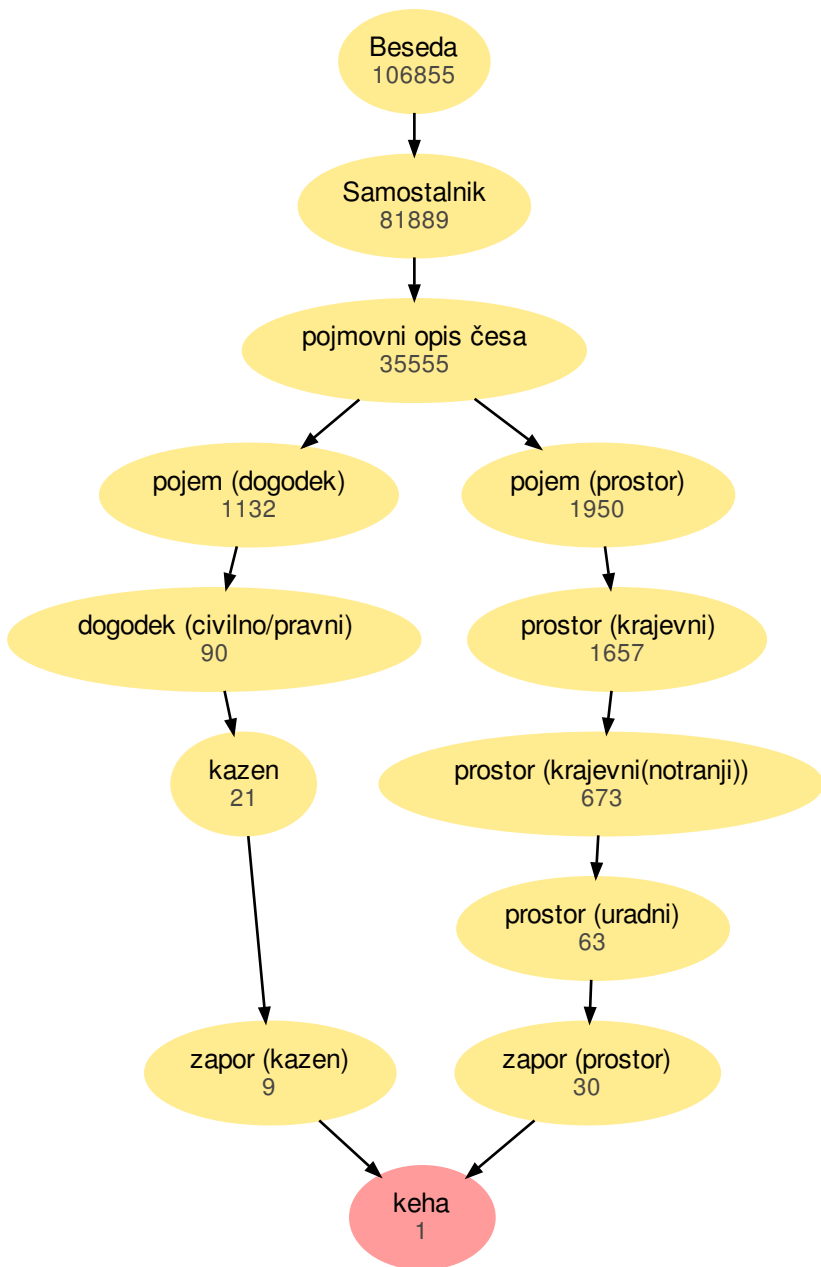 Beseda
106855
Samostalnik
81889
pojmovni opis česa
35555
pojem (dogodek)
1132
pojem (prostor)
1950
dogodek (civilno/pravni)
90
prostor (krajevni)
1657
kazen
21
prostor (krajevni(notranji))
673
prostor (uradni)
63
zapor (kazen)
9
zapor (prostor)
30
keha
1